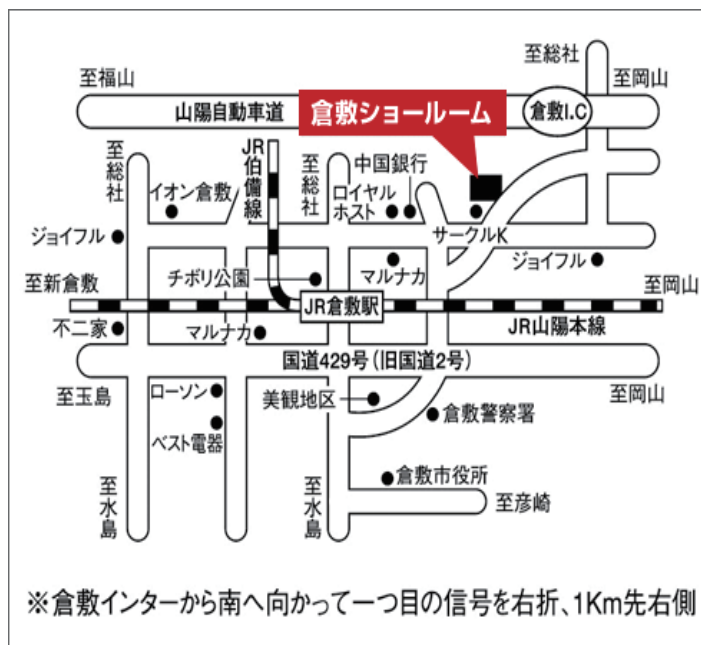 至総社
至福山
至岡山
山陽自動車道
倉敷ショールーム
倉敷I.C
至総社
JR伯備線
至総社
中国銀行
イオン倉敷
ロイヤル
ホスト
ジョイフル
サークルK
チボリ公園
マルナカ
ジョイフル
至新倉敷
至岡山
JR倉敷駅
不二家
マルナカ
JR山陽本線
国道429号(旧国道2号)
至玉島
ローソン
美観地区
至岡山
倉敷警察署
ベスト電器
至水島
至水島
倉敷市役所
至彦崎
※倉敷インターから南へ向かって一つ目の信号を右折、1Km先右側